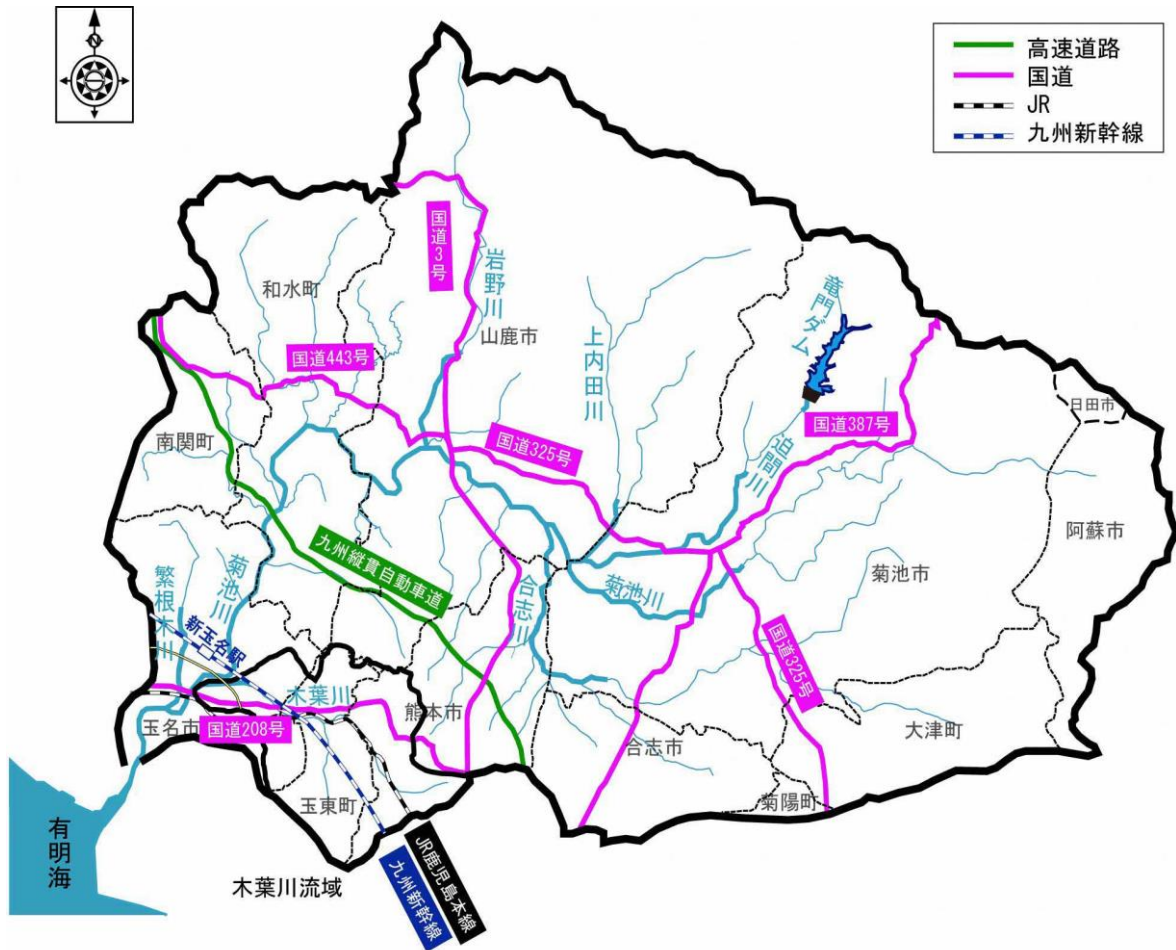 N
高速道路
国道
JR
九州新幹線
国道3号
岩野川
和水町
山鹿市
竜門ダム
上内田川
国道443号
日田市
国道387号
南関町
国道325号
迫間川
阿蘇市
九州縦貫自動車道
菊池市
菊池川
繁根木川
合志川
菊池川
新玉名駅
国道325号
木葉川
熊本市
玉名市
国道208号
合志市
大津町
玉東町
菊陽町
有明海
木葉川流域
JR鹿児島本線
九州新幹線